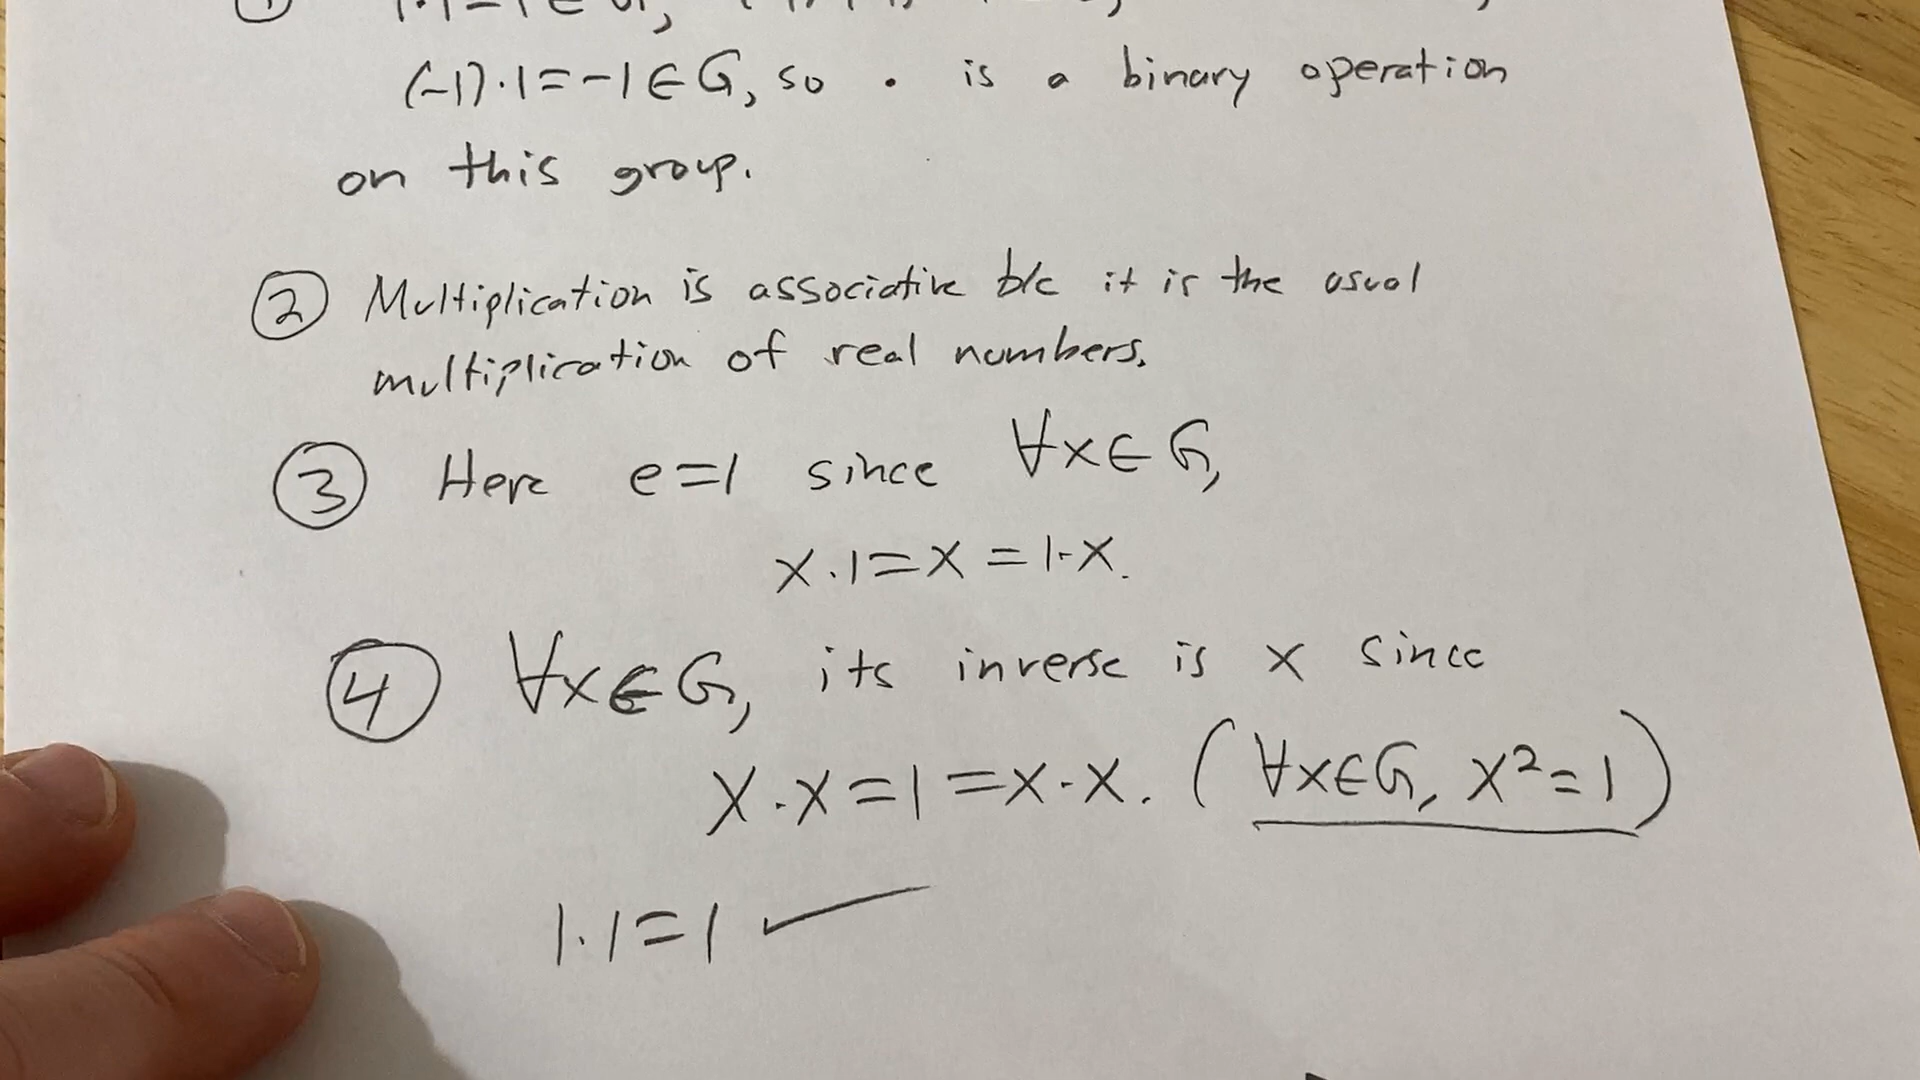 (-1)·1=-1∈G, so · is a binary operation
on this group.
② Multiplication is associative b/c it is the usual
multiplication of real numbers.
③ Here e=1 since ∀x∈G,
x·1=x=1·x.
④ ∀x∈G, its inverse is x since
x·x=1=x·x. (∀x∈G, x²=1)
1·1=1 ✓